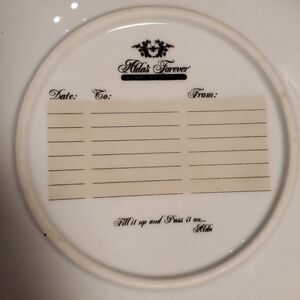 Alda's Forever
Date: To: From:
Fill it up and Pass it on...
Alda